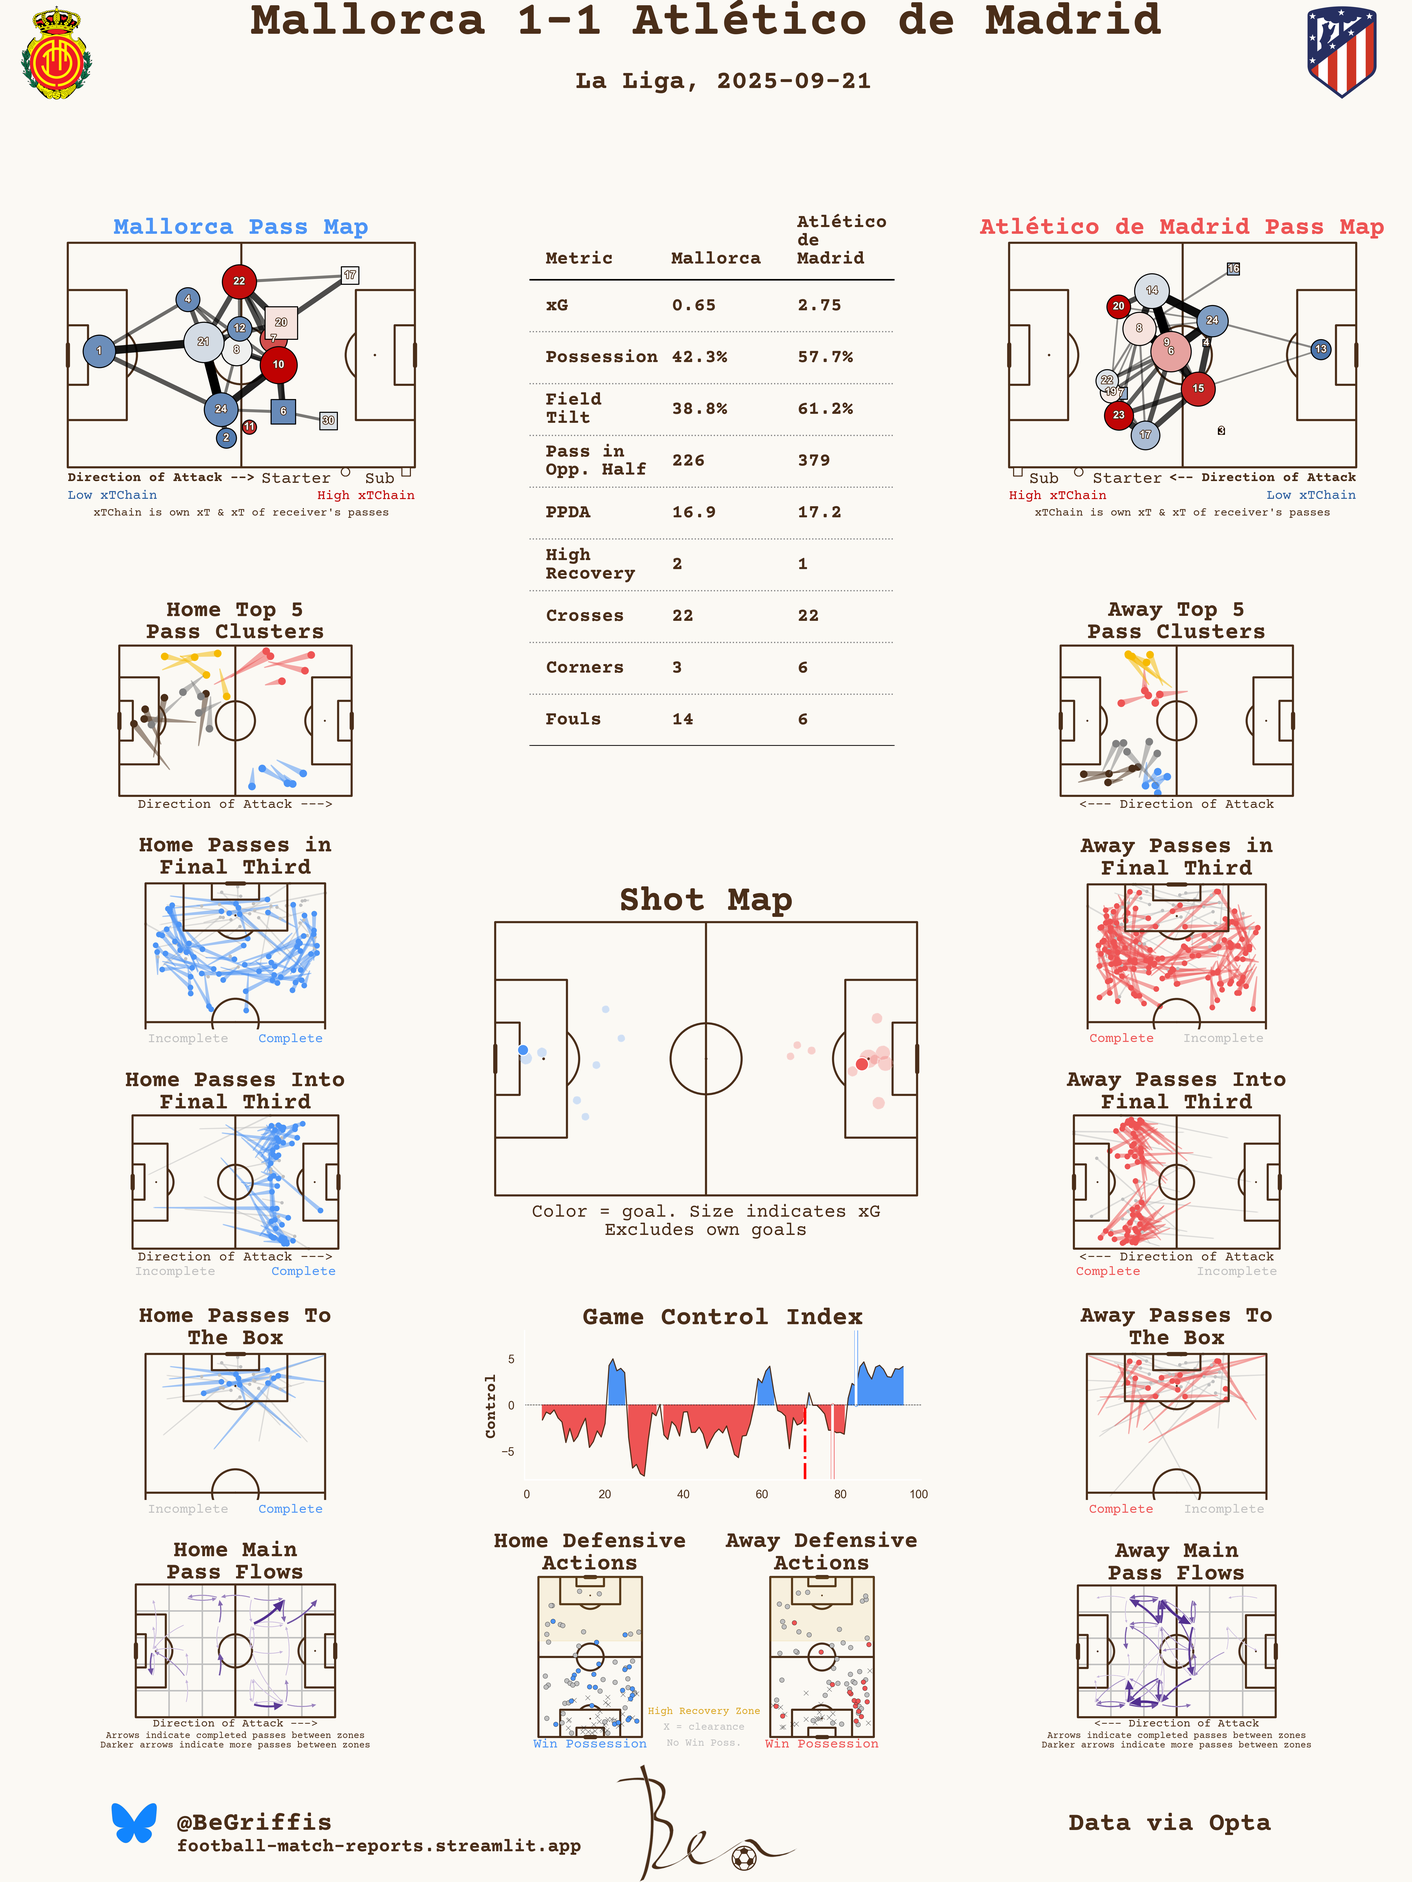 Mallorca 1-1 Atlético de Madrid
La Liga, 2025-09-21
Mallorca Pass Map
22
17
4
20
12
7
21
8
1
10
24
6
30
11
2
Direction of Attack --> Starter Sub
Low xTChain High xTChain
xTChain is own xT & xT of receiver's passes
Metric Mallorca Atlético de Madrid
xG 0.65 2.75
Possession 42.3% 57.7%
Field Tilt 38.8% 61.2%
Pass in Opp. Half 226 379
PPDA 16.9 17.2
High Recovery 2 1
Crosses 22 22
Corners 3 6
Fouls 14 6
Atlético de Madrid Pass Map
16
14
20
24
8
9
4
6
13
22
19
7
15
23
17
3
Sub Starter <-- Direction of Attack
High xTChain Low xTChain
xTChain is own xT & xT of receiver's passes
Home Top 5
Pass Clusters
Direction of Attack --->
Away Top 5
Pass Clusters
<--- Direction of Attack
Home Passes in
Final Third
Incomplete Complete
Away Passes in
Final Third
Complete Incomplete
Shot Map
Color = goal. Size indicates xG
Excludes own goals
Home Passes Into
Final Third
Direction of Attack --->
Incomplete Complete
Away Passes Into
Final Third
<--- Direction of Attack
Complete Incomplete
Home Passes To
The Box
Incomplete Complete
Game Control Index
Control
5
0
−5
0 20 40 60 80 100
Away Passes To
The Box
Complete Incomplete
Home Main
Pass Flows
Direction of Attack --->
Arrows indicate completed passes between zones
Darker arrows indicate more passes between zones
Home Defensive
Actions
Win Possession
High Recovery Zone
X = clearance
No Win Poss.
Away Defensive
Actions
Win Possession
Away Main
Pass Flows
<--- Direction of Attack
Arrows indicate completed passes between zones
Darker arrows indicate more passes between zones
@BeGriffis
football-match-reports.streamlit.app
Ben
Data via Opta